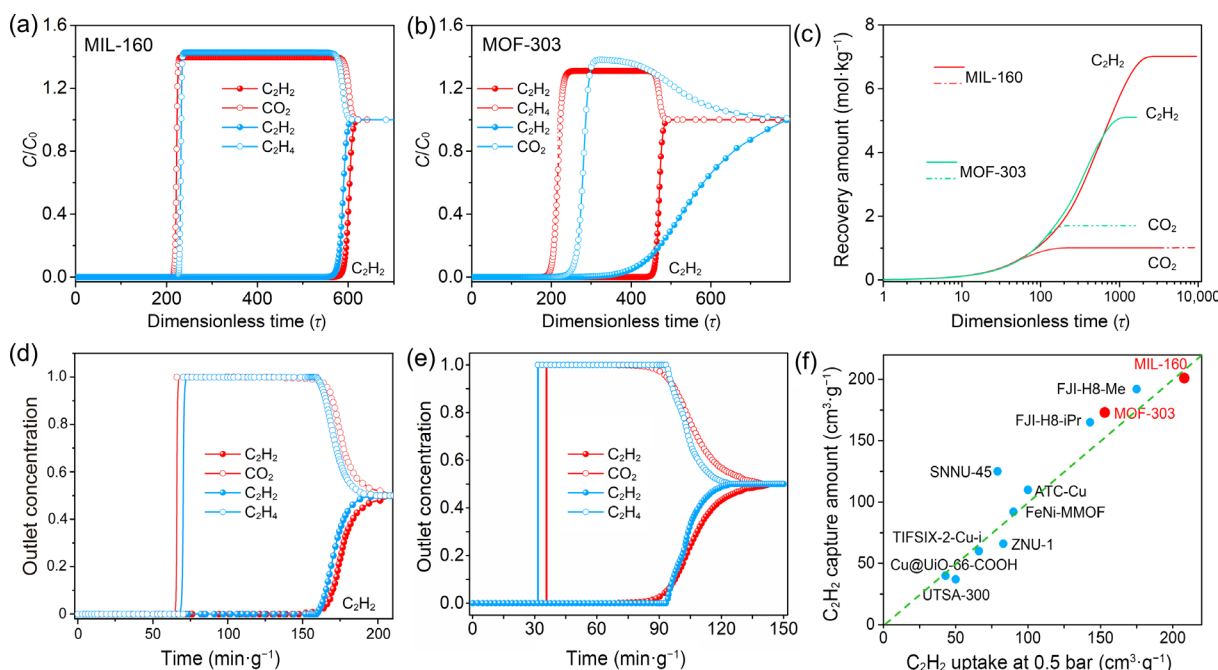 (a)
MIL-160
C/C₀
1.6
1.2
0.8
0.4
0.0
C₂H₂
CO₂
C₂H₂
C₂H₄
C₂H₂
0 200 400 600
Dimensionless time (τ)
(b)
MOF-303
C/C₀
1.6
1.2
0.8
0.4
0.0
C₂H₂
C₂H₄
C₂H₂
CO₂
C₂H₂
0 200 400 600
Dimensionless time (τ)
(c)
Recovery amount (mol·kg⁻¹)
8
6
4
2
0
C₂H₂
MIL-160
C₂H₂
MOF-303
CO₂
CO₂
1 10 100 1000 10,000
Dimensionless time (τ)
(d)
Outlet concentration
1.0
0.5
0
C₂H₂
CO₂
C₂H₂
C₂H₄
C₂H₂
0 50 100 150 200
Time (min·g⁻¹)
(e)
Outlet concentration
1.0
0.8
0.6
0.4
0.2
0.0
C₂H₂
CO₂
C₂H₂
C₂H₄
0 30 60 90 120 150
Time (min·g⁻¹)
(f)
C₂H₂ capture amount (cm³·g⁻¹)
200
150
100
50
0
MIL-160
FJI-H8-Me
MOF-303
FJI-H8-iPr
SNNU-45
ATC-Cu
FeNi-MMOF
TIFSIX-2-Cu-i
ZNU-1
Cu@UiO-66-COOH
UTSA-300
50 100 150 200
C₂H₂ uptake at 0.5 bar (cm³·g⁻¹)